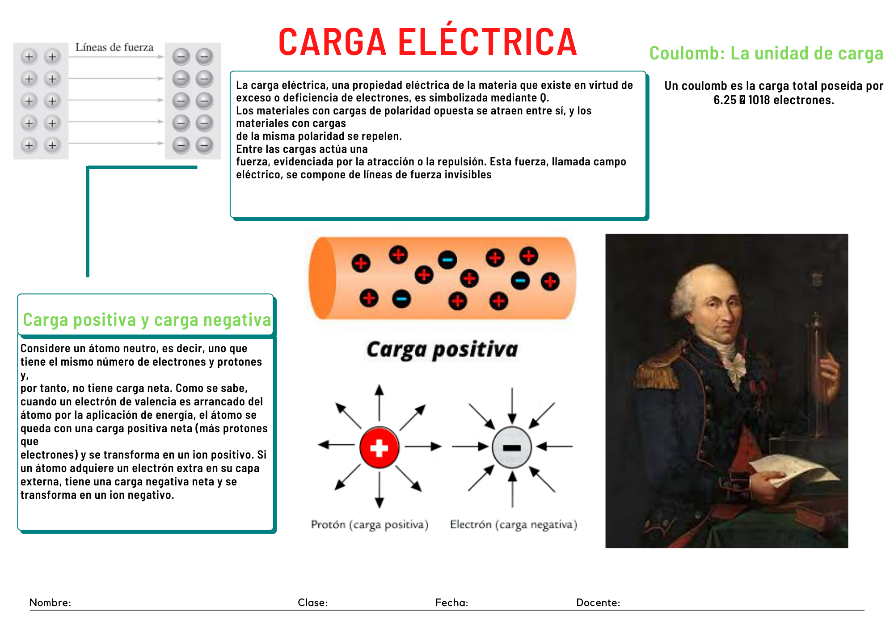 CARGA ELÉCTRICA
Líneas de fuerza
Coulomb: La unidad de carga
Un coulomb es la carga total poseída por
6.25 � 1018 electrones.
La carga eléctrica, una propiedad eléctrica de la materia que existe en virtud de
exceso o deficiencia de electrones, es simbolizada mediante Q.
Los materiales con cargas de polaridad opuesta se atraen entre sí, y los
materiales con cargas
de la misma polaridad se repelen.
Entre las cargas actúa una
fuerza, evidenciada por la atracción o la repulsión. Esta fuerza, llamada campo
eléctrico, se compone de líneas de fuerza invisibles
Carga positiva y carga negativa
Considere un átomo neutro, es decir, uno que
tiene el mismo número de electrones y protones
y,
por tanto, no tiene carga neta. Como se sabe,
cuando un electrón de valencia es arrancado del
átomo por la aplicación de energía, el átomo se
queda con una carga positiva neta (más protones
que
electrones) y se transforma en un ion positivo. Si
un átomo adquiere un electrón extra en su capa
externa, tiene una carga negativa neta y se
transforma en un ion negativo.
Carga positiva
Protón (carga positiva)
Electrón (carga negativa)
Nombre:
Clase:
Fecha:
Docente: